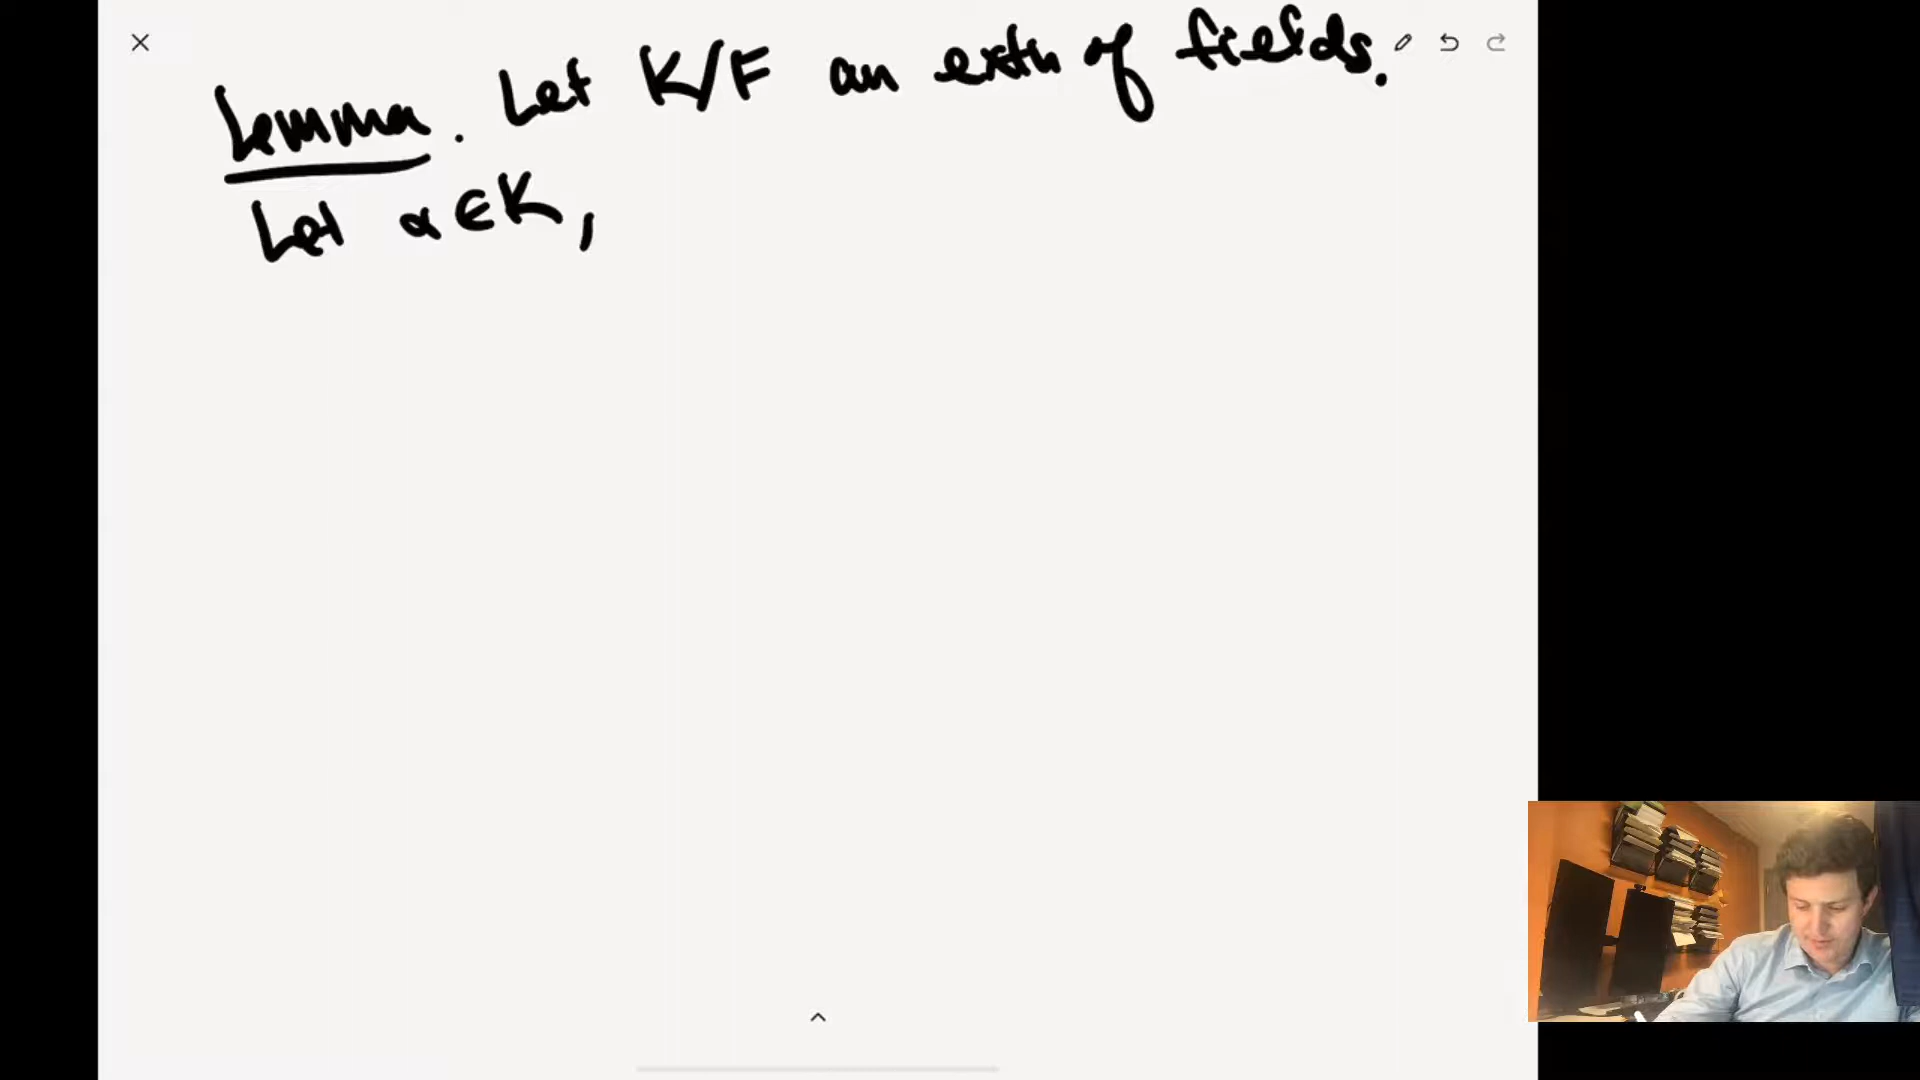 Lemma. Let K/F an extn of fields.
Let α ∈ K,